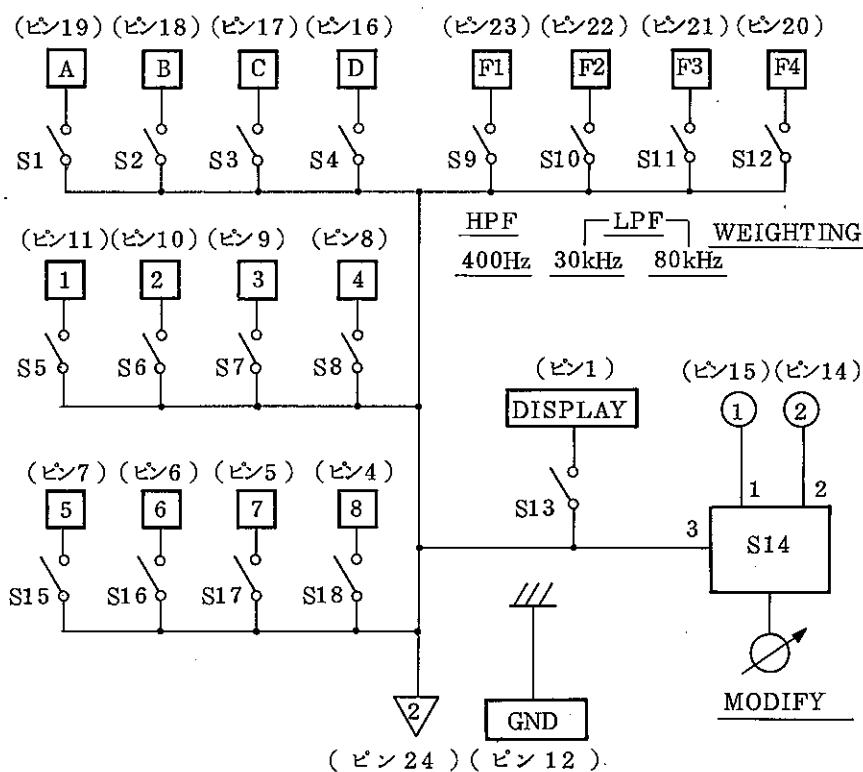 (ピン19)(ピン18)(ピン17)(ピン16) (ピン23)(ピン22)(ピン21)(ピン20)
A B C D F1 F2 F3 F4
S1 S2 S3 S4 S9 S10 S11 S12
HPF LPF WEIGHTING
400Hz 30kHz 80kHz
(ピン11)(ピン10)(ピン9)(ピン8)
1 2 3 4
S5 S6 S7 S8
(ピン1) (ピン15)(ピン14)
DISPLAY 1 2
S13 1 2
3 S14
(ピン7)(ピン6)(ピン5)(ピン4)
5 6 7 8
S15 S16 S17 S18
2 GND MODIFY
(ピン24)(ピン12)